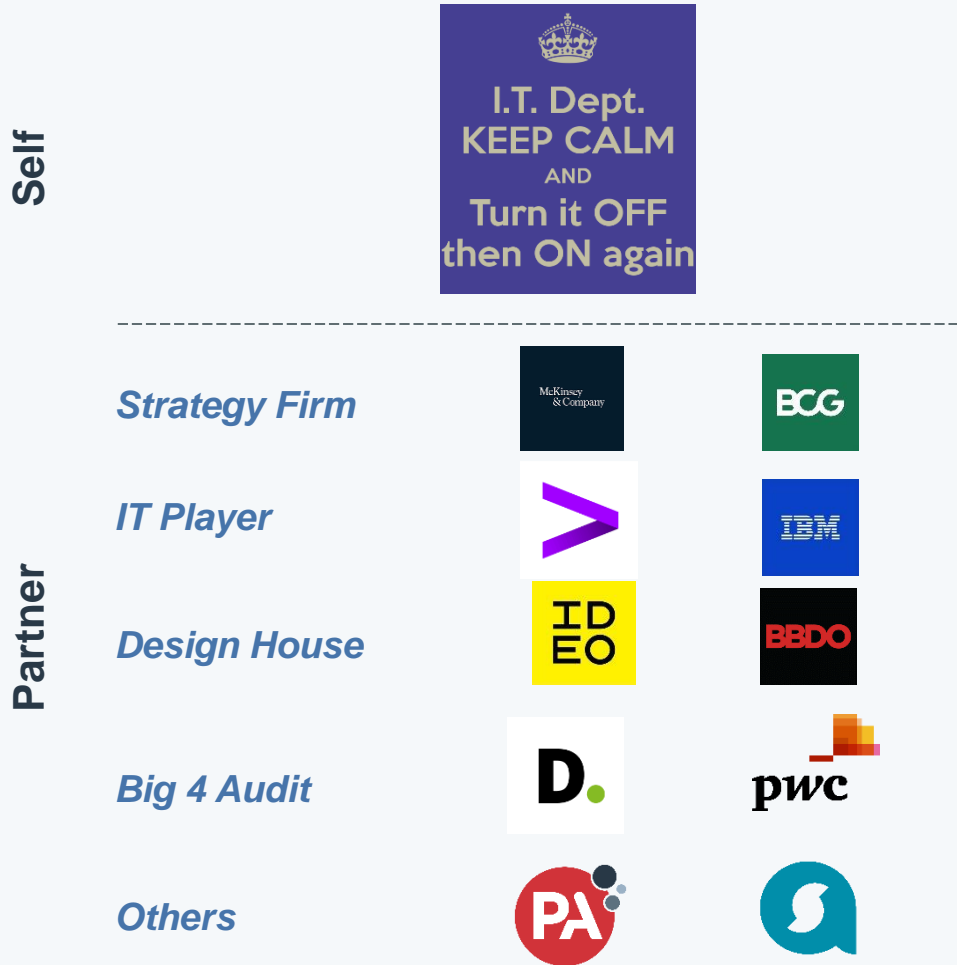 Self
I.T. Dept.
KEEP CALM
AND
Turn it OFF
then ON again
Partner
Strategy Firm
McKinsey
& Company
BCG
IT Player
IBM
Design House
ID
EO
BBDO
Big 4 Audit
D.
pwc
Others
PA